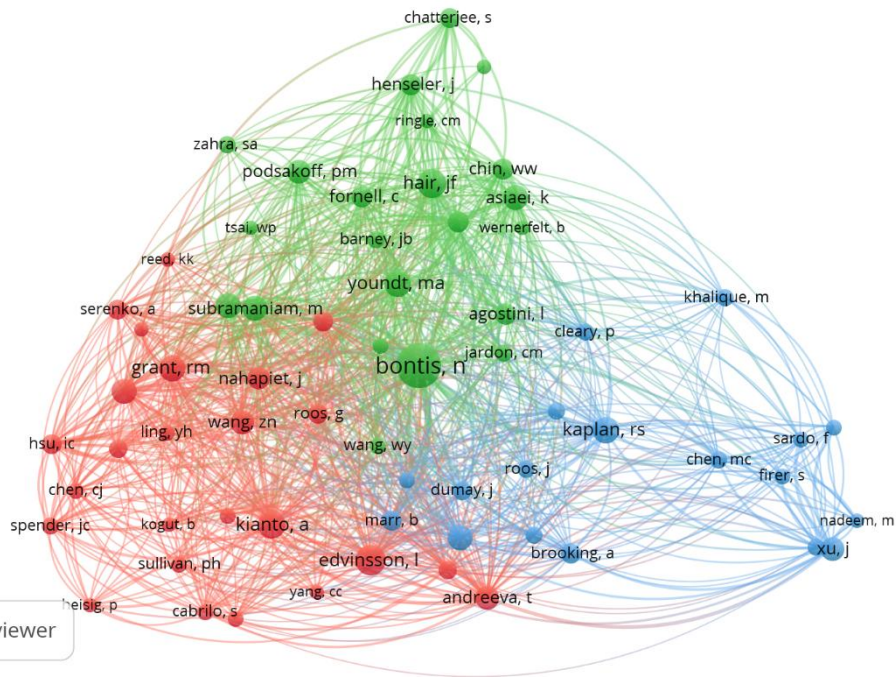 chatterjee, s
henseler, j
ringle, cm
zahra, sa
podsakoff, pm
chin, ww
hair, jf
fornell, c
asiaei, k
tsai, wp
wernerfelt, b
barney, jb
reed, kk
youndt, ma
khalique, m
serenko, a
subramaniam, m
agostini, l
cleary, p
jardon, cm
bontis, n
grant, rm
nahapiet, j
roos, g
wang, zn
ling, yh
kaplan, rs
hsu, ic
wang, wy
sardo, f
chen, mc
roos, j
firer, s
chen, cj
dumay, j
spender, jc
kogut, b
kianto, a
marr, b
nadeem, m
xu, j
brooking, a
edvinsson, l
sullivan, ph
yang, cc
andreeva, t
heisig, p
cabrilo, s
iewer